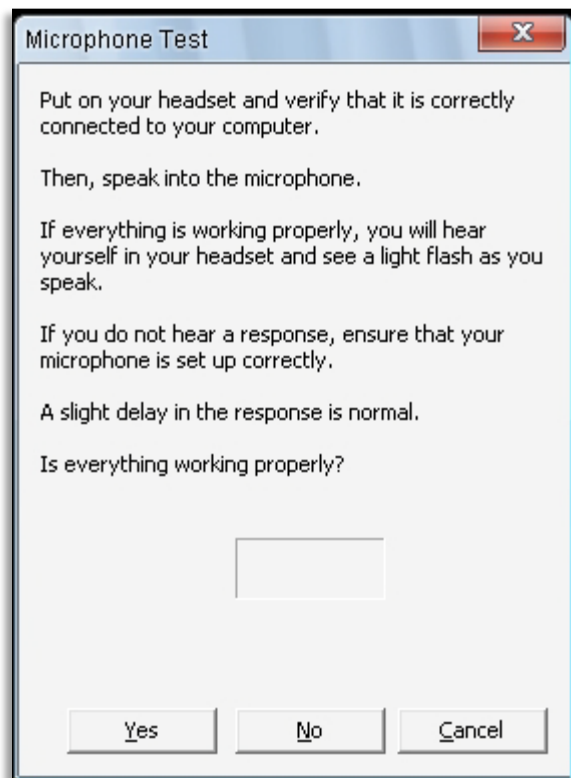 Microphone Test
Put on your headset and verify that it is correctly
connected to your computer.
Then, speak into the microphone.
If everything is working properly, you will hear
yourself in your headset and see a light flash as you
speak.
If you do not hear a response, ensure that your
microphone is set up correctly.
A slight delay in the response is normal.
Is everything working properly?
Yes No Cancel